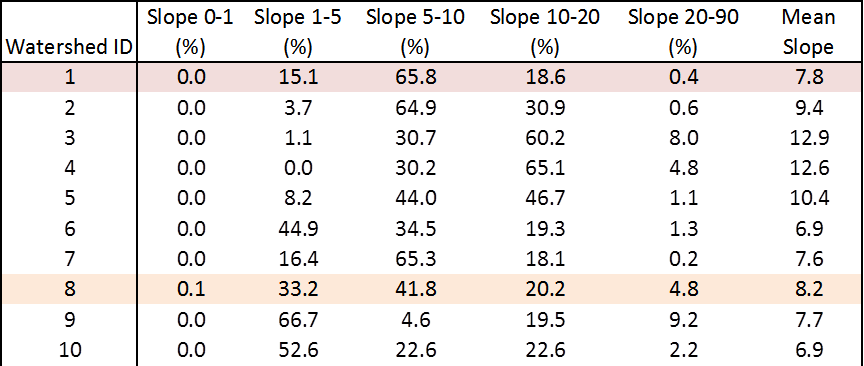 Slope 0-1 Slope 1-5 Slope 5-10 Slope 10-20 Slope 20-90 Mean
Watershed ID (%) (%) (%) (%) (%) Slope
1 0.0 15.1 65.8 18.6 0.4 7.8
2 0.0 3.7 64.9 30.9 0.6 9.4
3 0.0 1.1 30.7 60.2 8.0 12.9
4 0.0 0.0 30.2 65.1 4.8 12.6
5 0.0 8.2 44.0 46.7 1.1 10.4
6 0.0 44.9 34.5 19.3 1.3 6.9
7 0.0 16.4 65.3 18.1 0.2 7.6
8 0.1 33.2 41.8 20.2 4.8 8.2
9 0.0 66.7 4.6 19.5 9.2 7.7
10 0.0 52.6 22.6 22.6 2.2 6.9